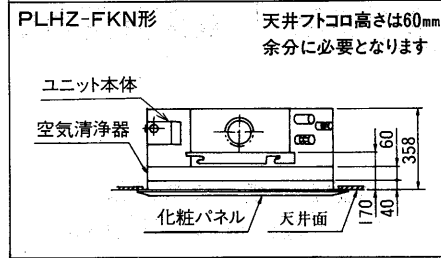 PLHZ-FKN形
天井フトコロ高さは60mm
余分に必要となります
ユニット本体
空気清浄器
60
358
170
40
化粧パネル
天井面